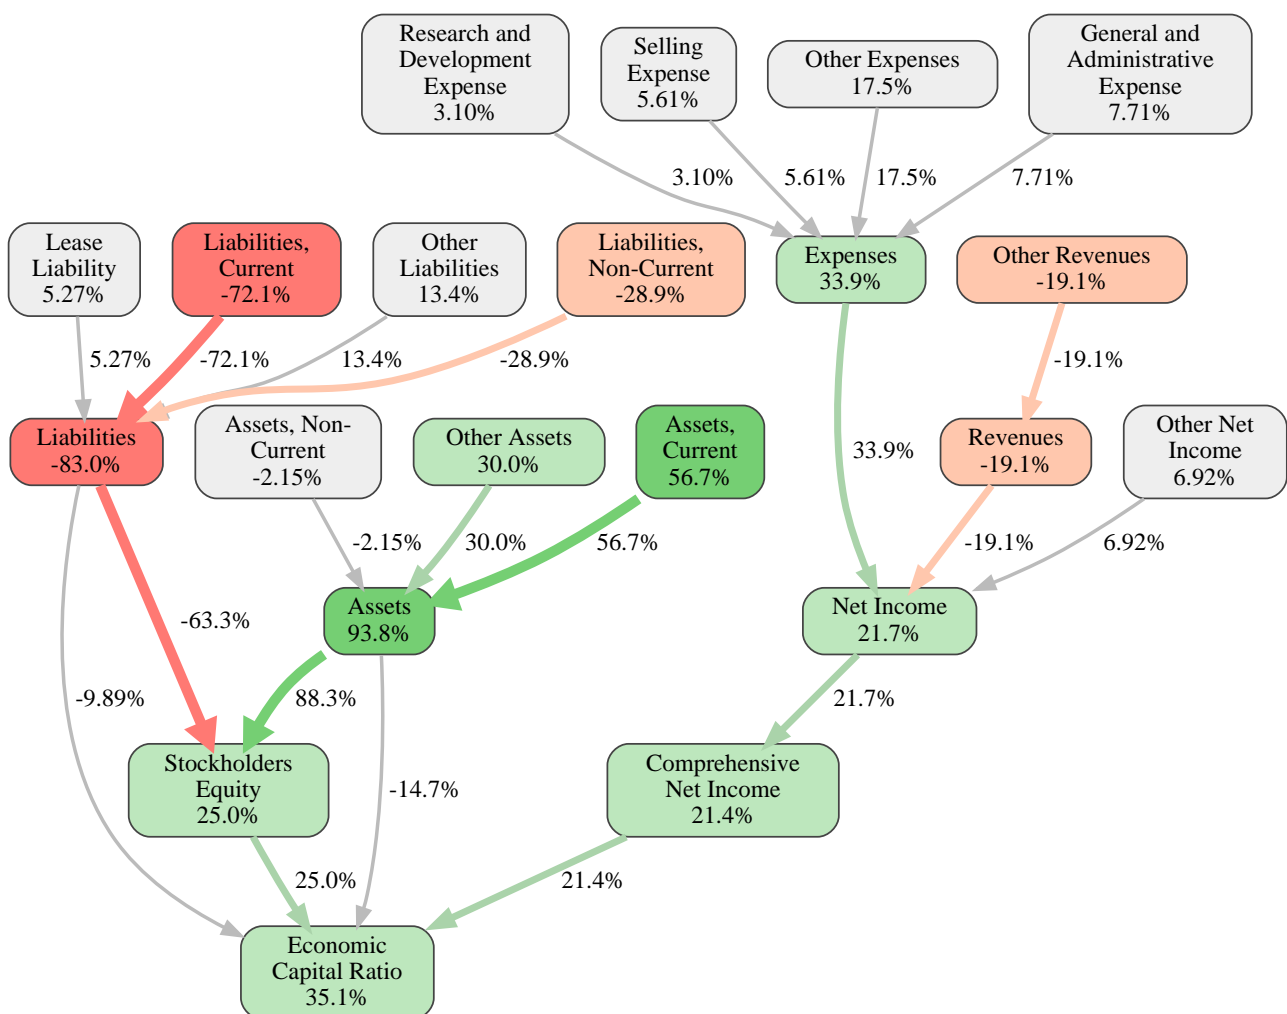 Research and
Development
Expense
3.10%
Selling
Expense
5.61%
Other Expenses
17.5%
General and
Administrative
Expense
7.71%
3.10%
5.61%
17.5%
7.71%
Lease
Liability
5.27%
Liabilities,
Current
-72.1%
Other
Liabilities
13.4%
Liabilities,
Non-Current
-28.9%
Expenses
33.9%
Other Revenues
-19.1%
5.27%
-72.1%
13.4%
-28.9%
-19.1%
Liabilities
-83.0%
Assets, Non-
Current
-2.15%
Other Assets
30.0%
Assets,
Current
56.7%
33.9%
Revenues
-19.1%
Other Net
Income
6.92%
-2.15%
30.0%
56.7%
-19.1%
6.92%
Assets
93.8%
Net Income
21.7%
-63.3%
-9.89%
88.3%
21.7%
Stockholders
Equity
25.0%
-14.7%
Comprehensive
Net Income
21.4%
25.0%
21.4%
Economic
Capital Ratio
35.1%